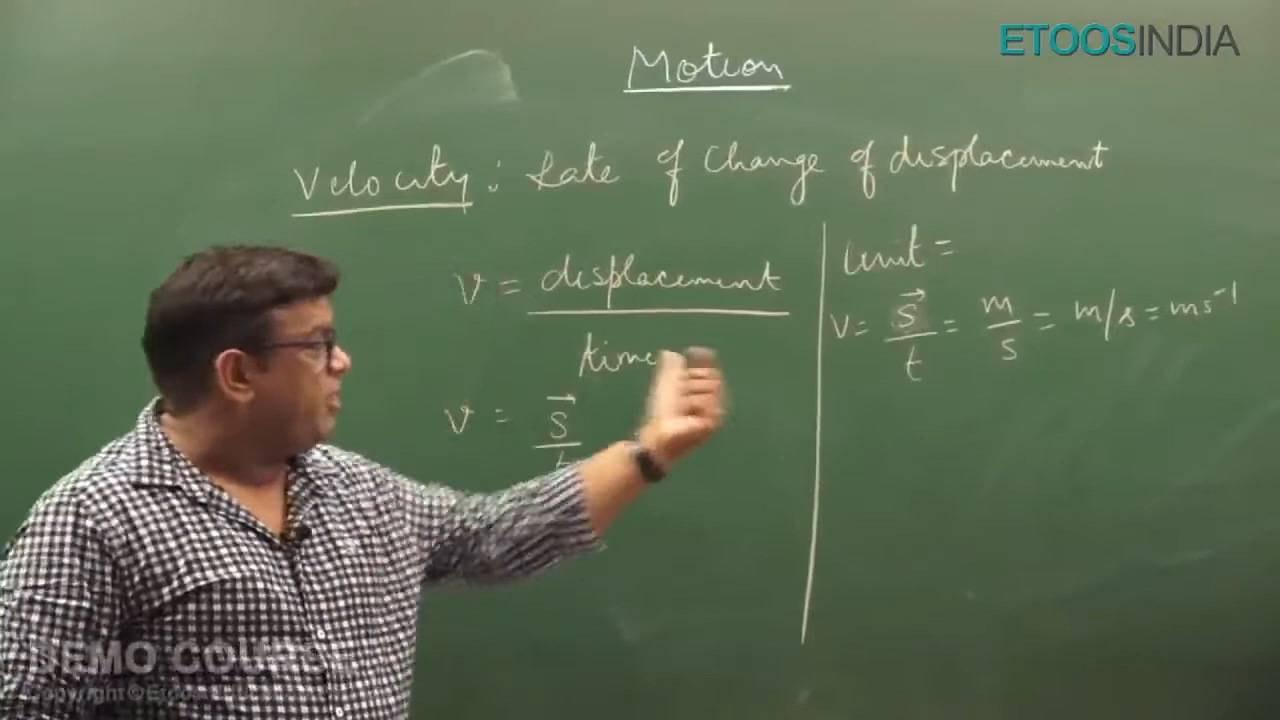 ETOOSINDIA
Motion
Velocity : Rate of Change of displacement
V = displacement
time
V = s⃗
t
Unit =
V = s⃗/t = m/s = m/s = ms⁻¹
DEMO COURSE
Copyright © Etoos